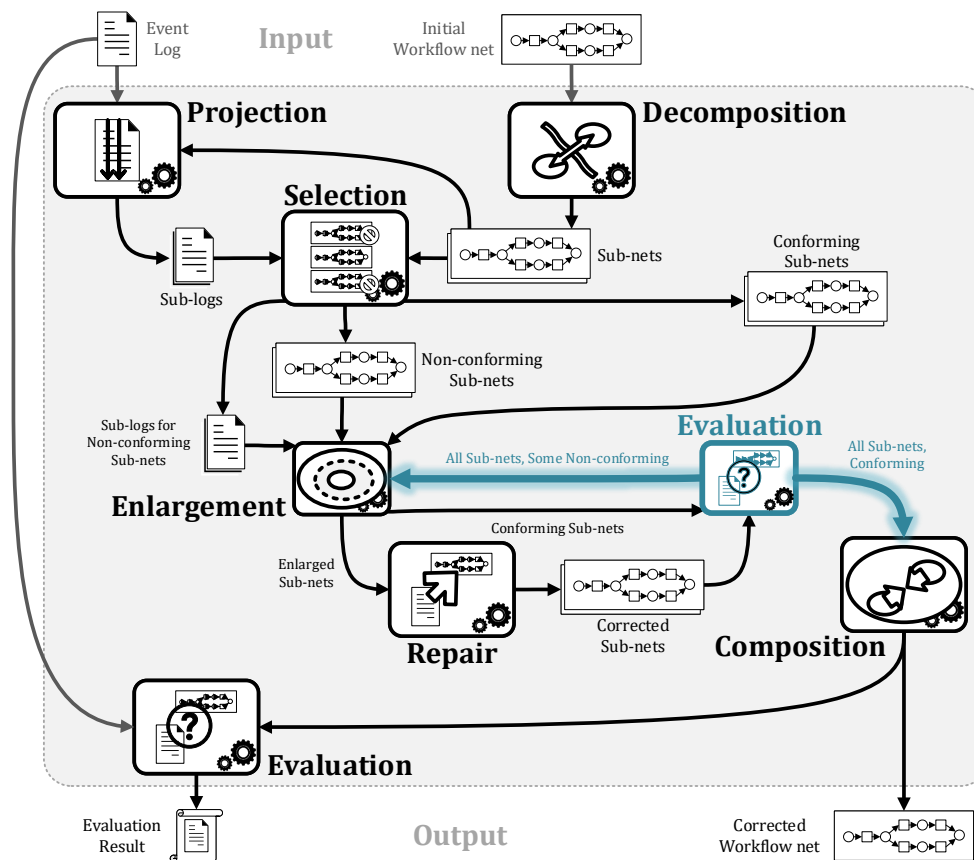 Event
Log
Input
Initial
Workflow net
Projection
Decomposition
Selection
Sub-logs
Sub-nets
Conforming
Sub-nets
Non-conforming
Sub-nets
Sub-logs for
Non-conforming
Sub-nets
Evaluation
All Sub-nets, Some Non-conforming
All Sub-nets,
Conforming
Enlargement
Conforming Sub-nets
Enlarged
Sub-nets
Repair
Corrected
Sub-nets
Composition
?
?
Evaluation
Evaluation
Result
Output
Corrected
Workflow net